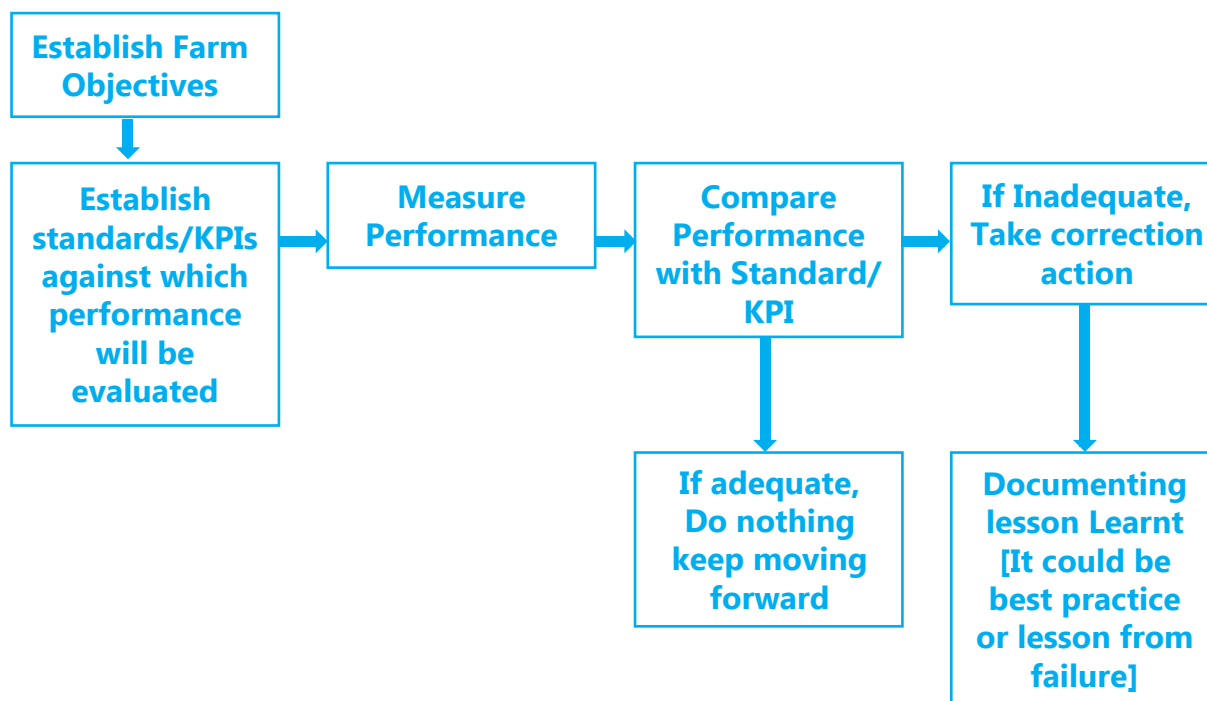 Establish Farm
Objectives
Establish
standards/KPIs
against which
performance
will be
evaluated
Measure
Performance
Compare
Performance
with Standard/
KPI
If Inadequate,
Take correction
action
If adequate,
Do nothing
keep moving
forward
Documenting
lesson Learnt
[It could be
best practice
or lesson from
failure]